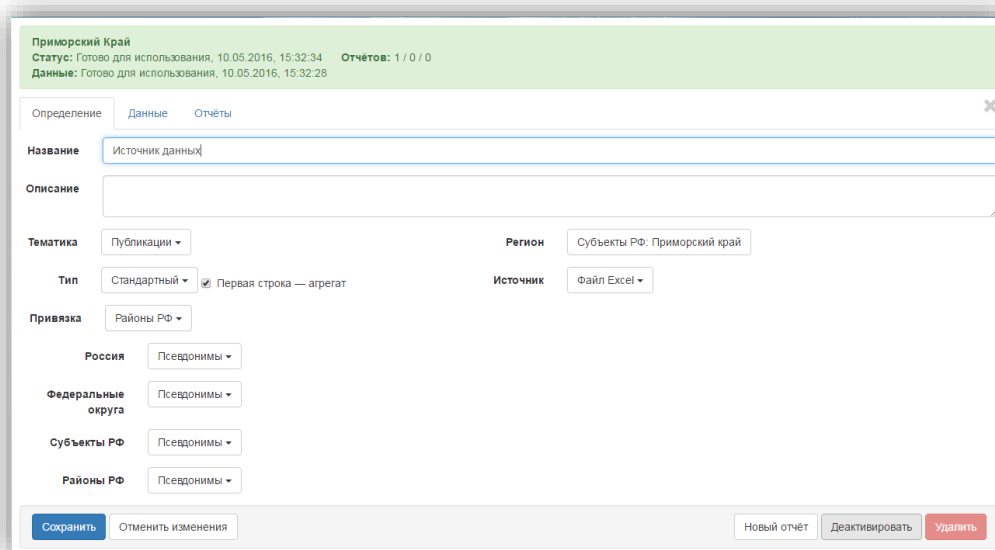 Приморский Край
Статус: Готово для использования, 10.05.2016, 15:32:34 Отчётов: 1 / 0 / 0
Данные: Готово для использования, 10.05.2016, 15:32:28
Определение Данные Отчёты
Название Источник данных
Описание
Тематика Публикации Регион Субъекты РФ: Приморский край
Тип Стандартный Первая строка — агрегат Источник Файл Excel
Привязка Районы РФ
Россия Псевдонимы
Федеральные
округа Псевдонимы
Субъекты РФ Псевдонимы
Районы РФ Псевдонимы
Сохранить Отменить изменения Новый отчёт Деактивировать Удалить